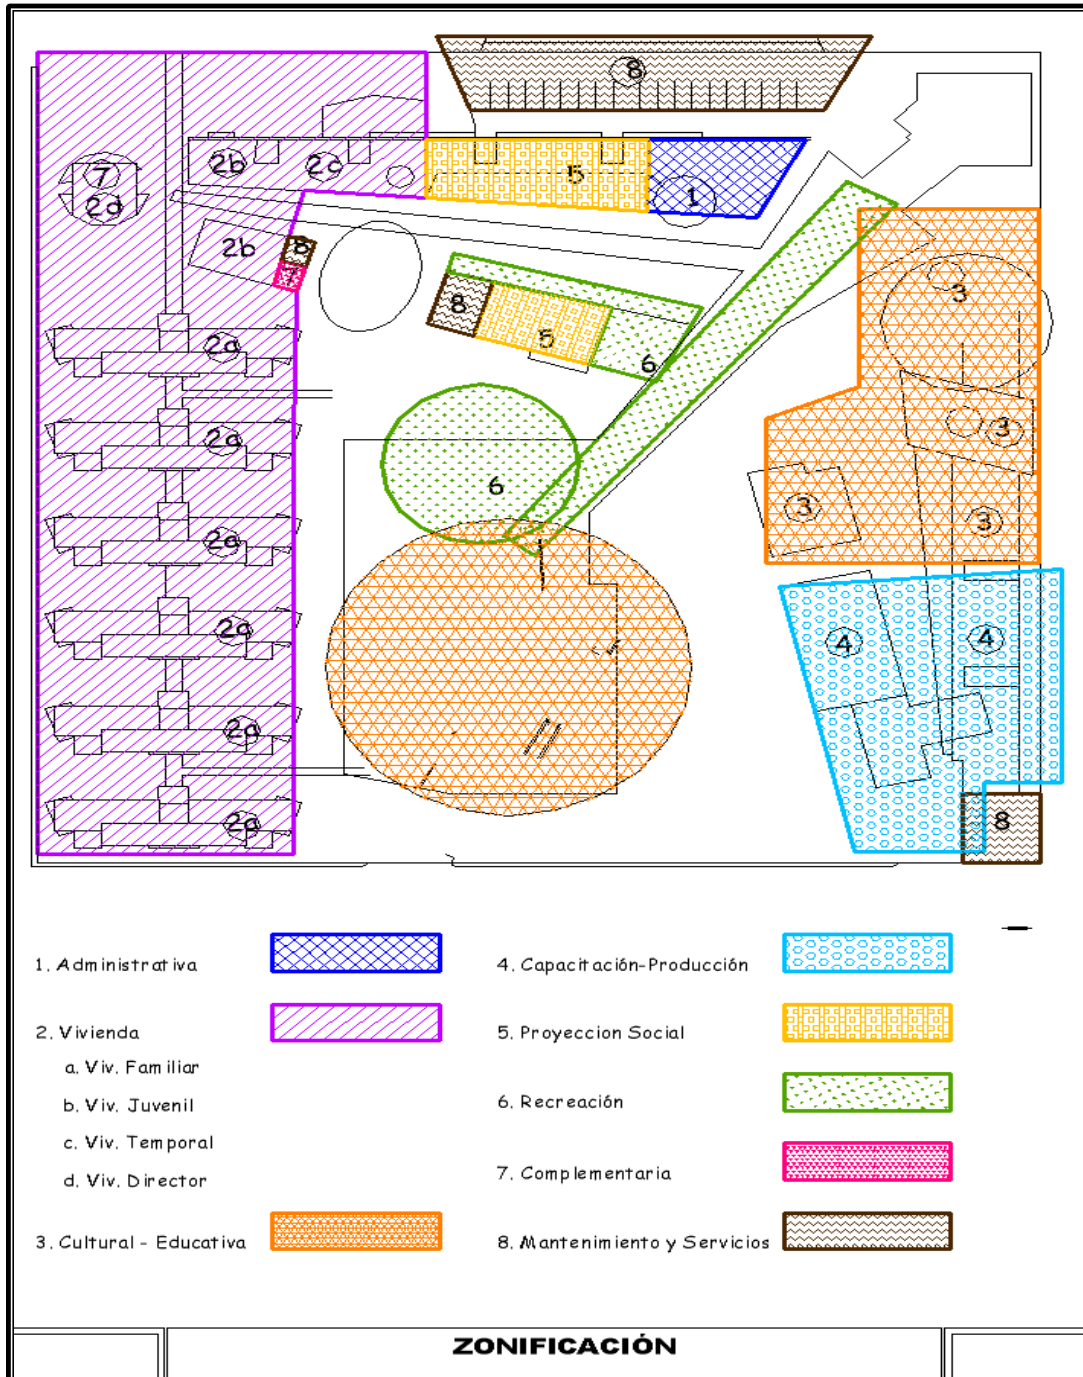 8
5
1
7
2b
2c
2d
2b
8
7
3
8
5
6
2a
2a
3
6
3
3
2a
2a
4
4
2a
2a
8
1. Administrativa
2. Vivienda
a. Viv. Familiar
b. Viv. Juvenil
c. Viv. Temporal
d. Viv. Director
3. Cultural - Educativa
4. Capacitación-Producción
5. Proyeccion Social
6. Recreación
7. Complementaria
8. Mantenimiento y Servicios
ZONIFICACIÓN